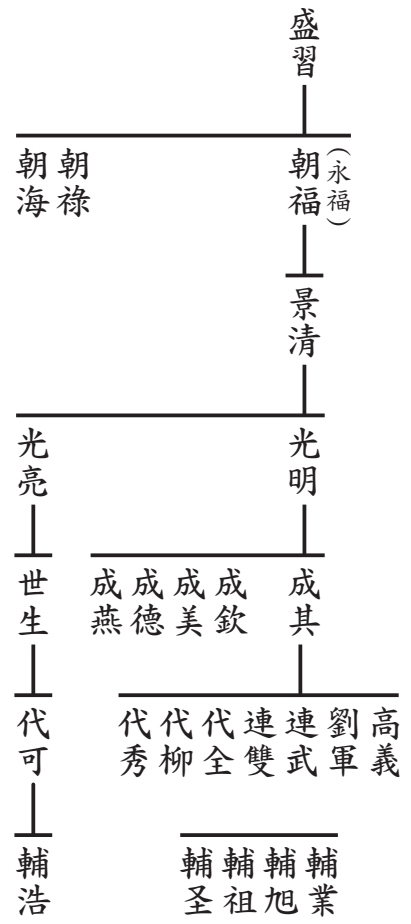 盛習
朝福
(永福)
朝祿
朝海
景清
光明
光亮
成其
成欽
成美
成德
成燕
世生
高義
劉軍
連武
連雙
代全
代柳
代秀
代可
輔業
輔旭
輔祖
輔圣
輔浩